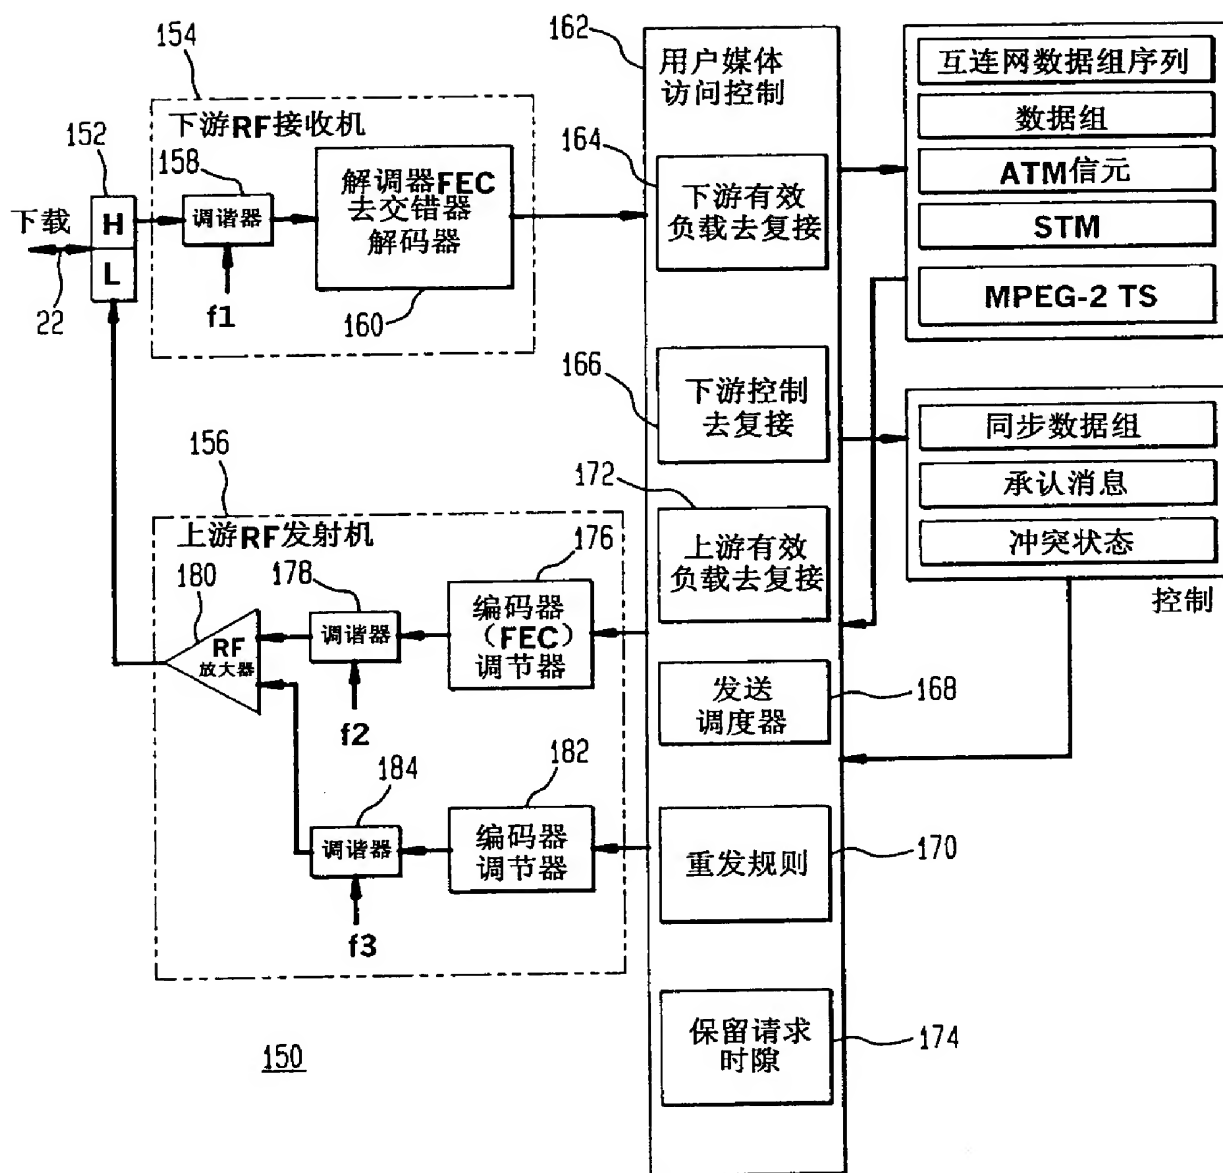 162
用户媒体
访问控制
互连网数据组序列
数据组
ATM信元
STM
MPEG-2 TS
154
下游RF接收机
152
158
调谐器
解调器FEC
去交错器
解码器
下载
H
L
22
f1
160
164
下游有效
负载去复接
166
下游控制
去复接
同步数据组
承认消息
冲突状态
控制
172
上游有效
负载去复接
156
上游RF发射机
180
178
176
RF
放大器
调谐器
编码器
(FEC)
调节器
f2
发送
调度器
168
184
182
调谐器
编码器
调节器
f3
重发规则
170
保留请求
时隙
174
150